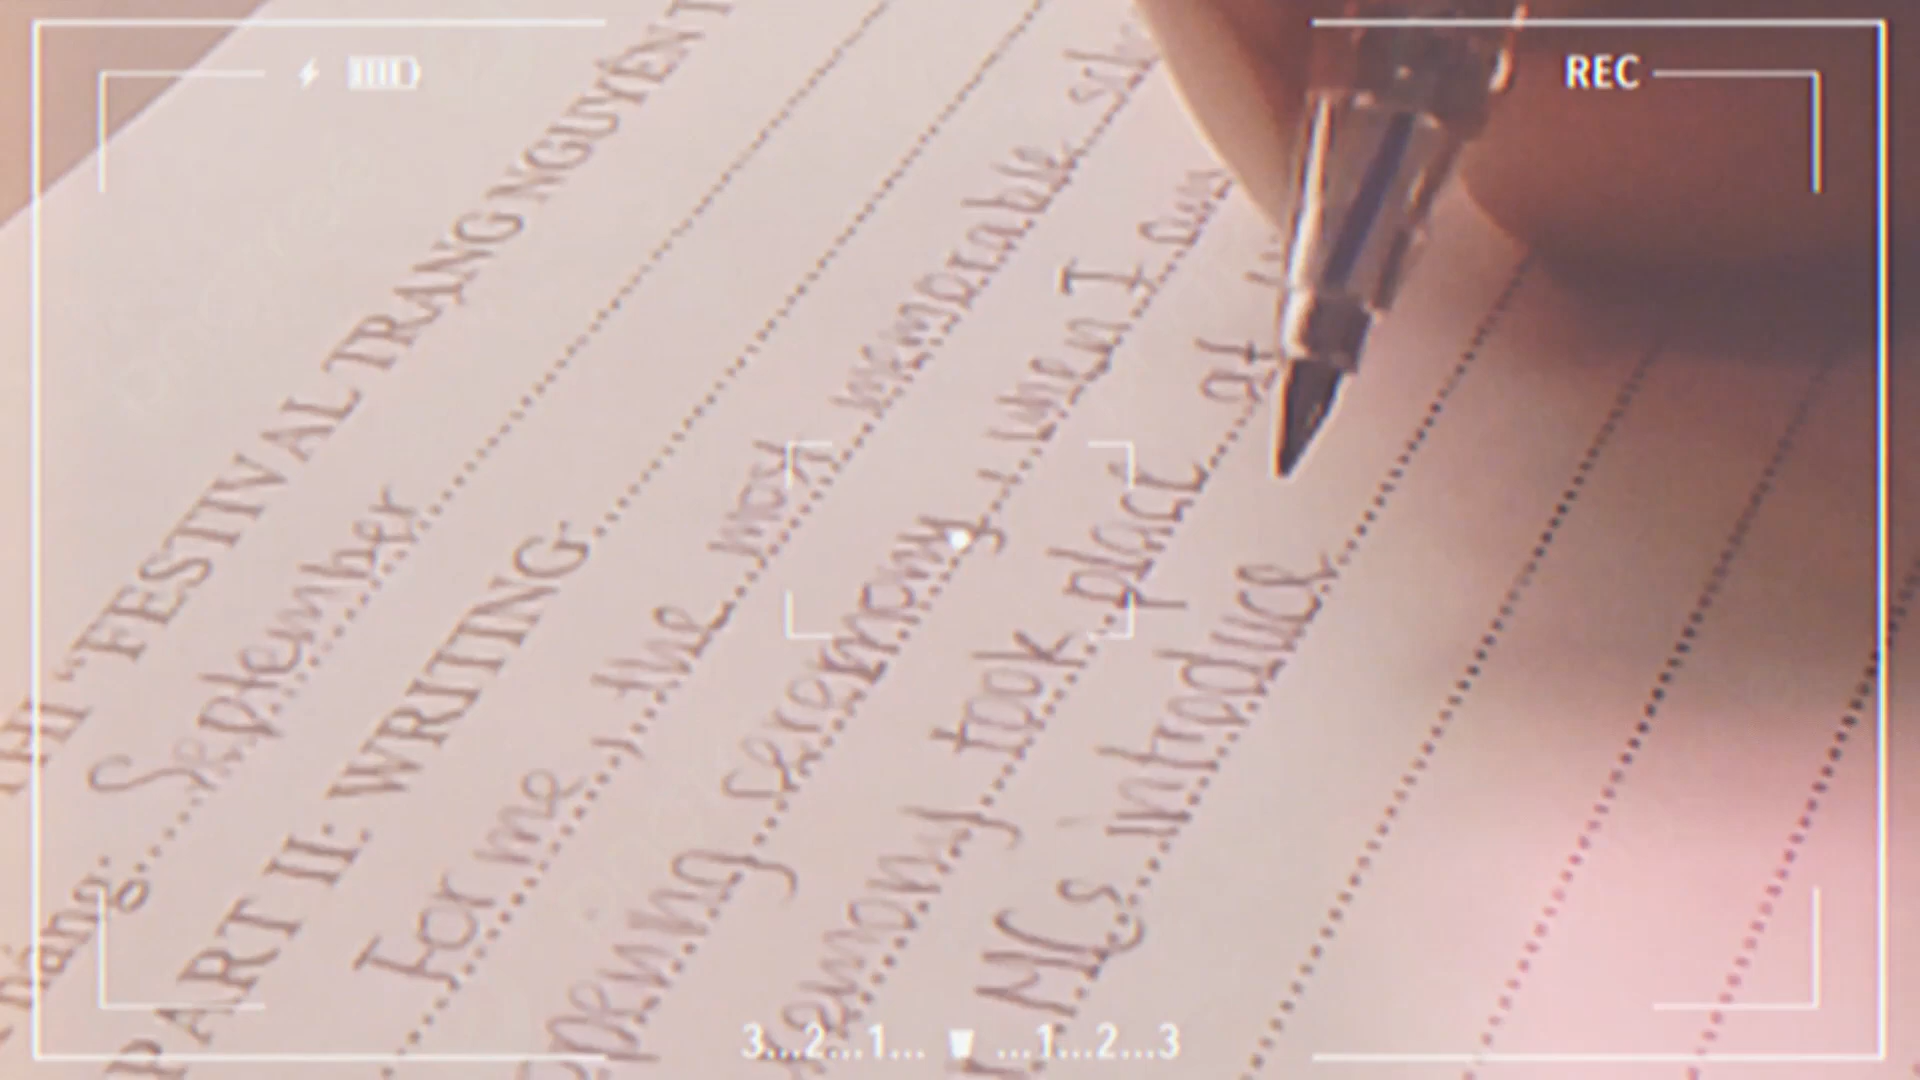 REC
THI “FESTIVAL TRANG NGUYEN
September
PART II: WRITING
For me, the most memorable
opening ceremony, when I
ceremony took place at
MCs introduce
3...2...1... ...1...2...3